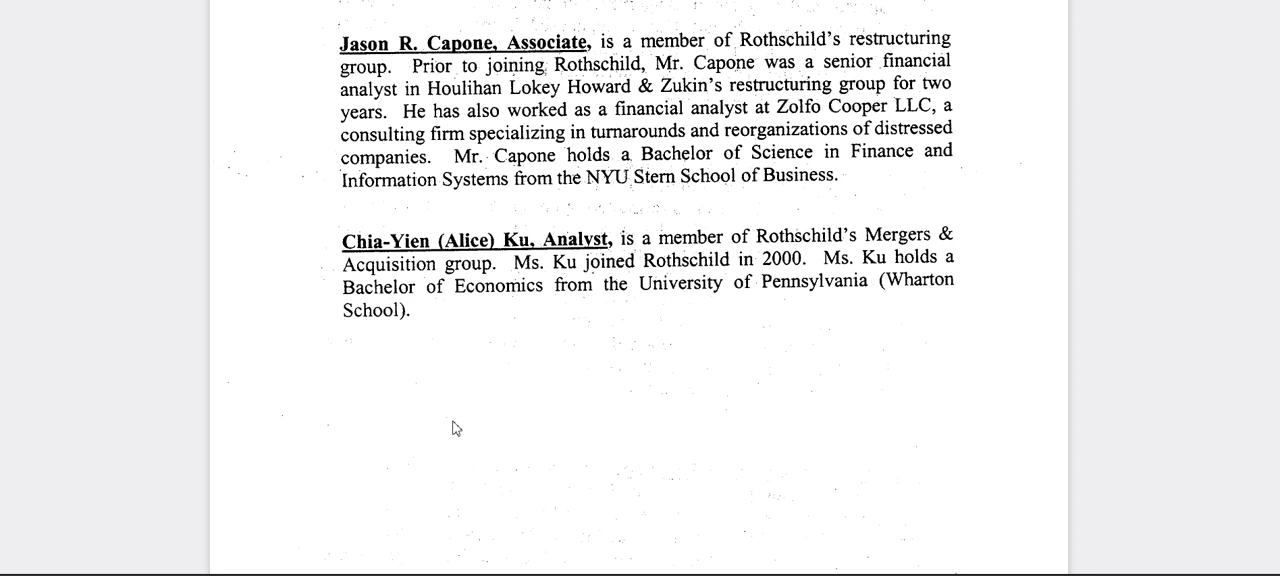 Jason R. Capone, Associate, is a member of Rothschild's restructuring
group. Prior to joining Rothschild, Mr. Capone was a senior financial
analyst in Houlihan Lokey Howard & Zukin's restructuring group for two
years. He has also worked as a financial analyst at Zolfo Cooper LLC, a
consulting firm specializing in turnarounds and reorganizations of distressed
companies. Mr. Capone holds a Bachelor of Science in Finance and
Information Systems from the NYU Stern School of Business.
Chia-Yien (Alice) Ku, Analyst, is a member of Rothschild's Mergers &
Acquisition group. Ms. Ku joined Rothschild in 2000. Ms. Ku holds a
Bachelor of Economics from the University of Pennsylvania (Wharton
School).